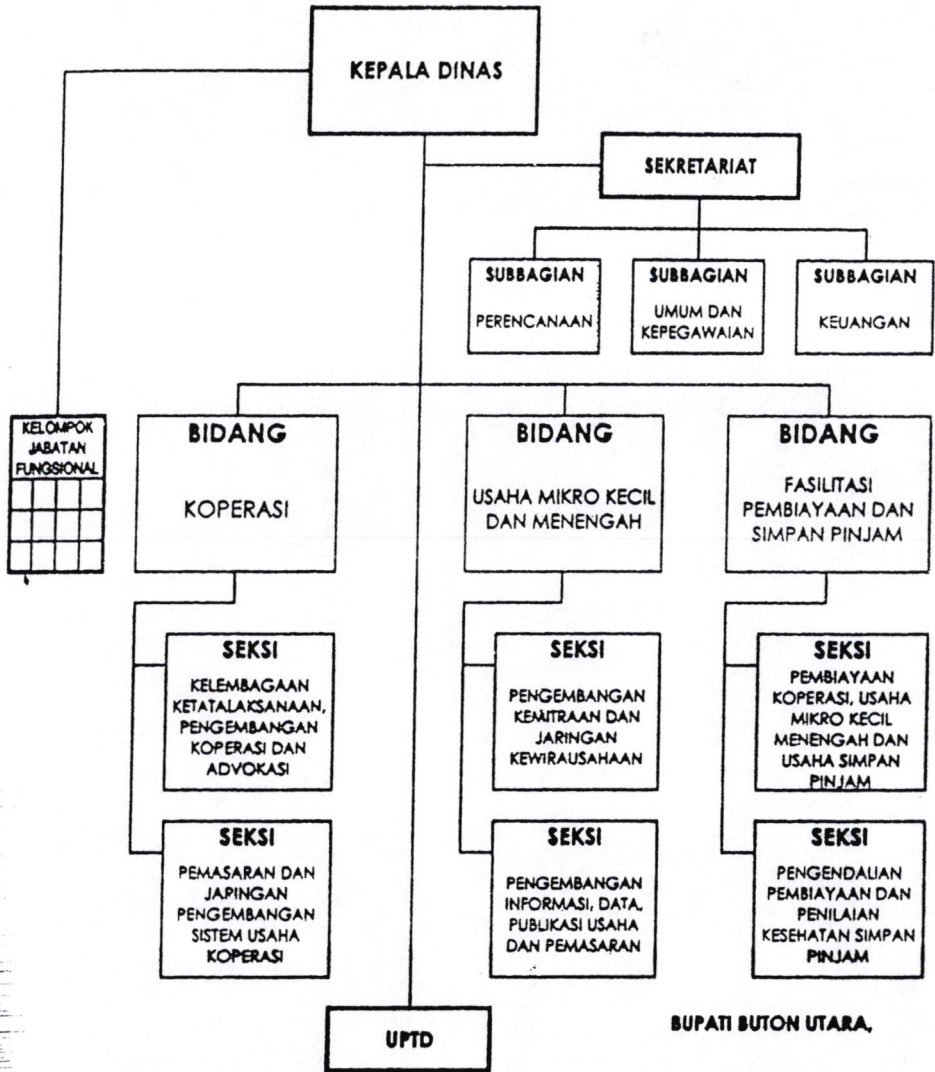 KEPALA DINAS
SEKRETARIAT
SUBBAGIAN
PERENCANAAN
SUBBAGIAN
UMUM DAN
KEPEGAWAIAN
SUBBAGIAN
KEUANGAN
KELOMPOK
JABATAN
FUNGSIONAL
BIDANG
KOPERASI
BIDANG
USAHA MIKRO KECIL
DAN MENENGAH
BIDANG
FASILITASI
PEMBIAYAAN DAN
SIMPAN PINJAM
SEKSI
KELEMBAGAAN
KETATALAKSANAAN,
PENGEMBANGAN
KOPERASI DAN
ADVOKASI
SEKSI
PENGEMBANGAN
KEMITRAAN DAN
JARINGAN
KEWIRAUSAHAAN
SEKSI
PEMBIAYAAN
KOPERASI, USAHA
MIKRO KECIL
MENENGAH DAN
USAHA SIMPAN
PINJAM
SEKSI
PEMASARAN DAN
JAPINGAN
PENGEMBANGAN
SISTEM USAHA
KOPERASI
SEKSI
PENGEMBANGAN
INFORMASI, DATA,
PUBLIKASI USAHA
DAN PEMASARAN
SEKSI
PENGENDALIAN
PEMBIAYAAN DAN
PENILAIAN
KESEHATAN SIMPAN
PINJAM
UPTD
BUPATI BUTON UTARA,